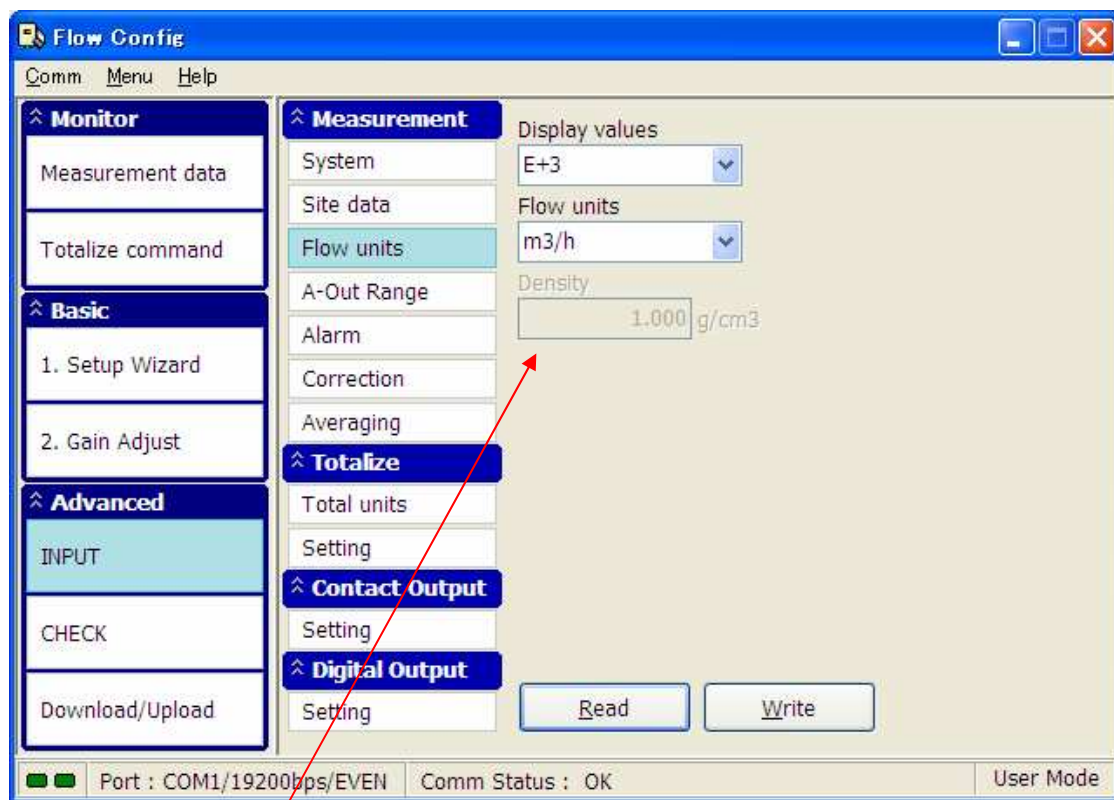 Flow Config
Comm Menu Help
Monitor
Measurement data
Totalize command
Basic
1. Setup Wizard
2. Gain Adjust
Advanced
INPUT
CHECK
Download/Upload
Measurement
System
Site data
Flow units
A-Out Range
Alarm
Correction
Averaging
Totalize
Total units
Setting
Contact Output
Setting
Digital Output
Setting
Display values
E+3
Flow units
m3/h
Density
1.000 g/cm3
Read Write
Port : COM1/19200bps/EVEN Comm Status : OK User Mode